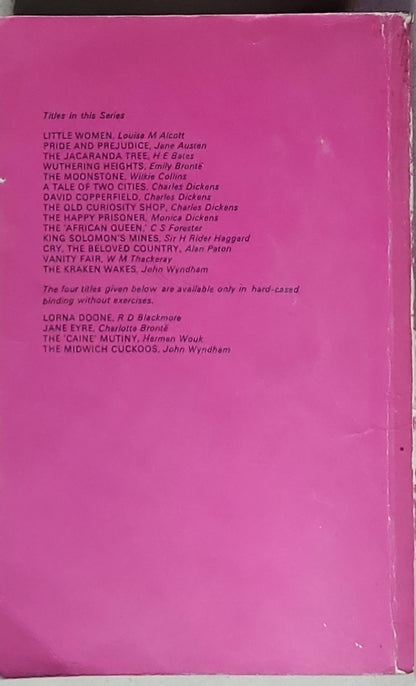 Titles in this Series
LITTLE WOMEN, Louisa M Alcott
PRIDE AND PREJUDICE, Jane Austen
THE JACARANDA TREE, H E Bates
WUTHERING HEIGHTS, Emily Brontë
THE MOONSTONE, Wilkie Collins
A TALE OF TWO CITIES, Charles Dickens
DAVID COPPERFIELD, Charles Dickens
THE OLD CURIOSITY SHOP, Charles Dickens
THE HAPPY PRISONER, Monica Dickens
THE 'AFRICAN QUEEN,' C S Forester
KING SOLOMON'S MINES, Sir H Rider Haggard
CRY, THE BELOVED COUNTRY, Alan Paton
VANITY FAIR, W M Thackeray
THE KRAKEN WAKES, John Wyndham
The four titles given below are available only in hard-cased
binding without exercises.
LORNA DOONE, R D Blackmore
JANE EYRE, Charlotte Brontë
THE 'CAINE' MUTINY, Herman Wouk
THE MIDWICH CUCKOOS, John Wyndham